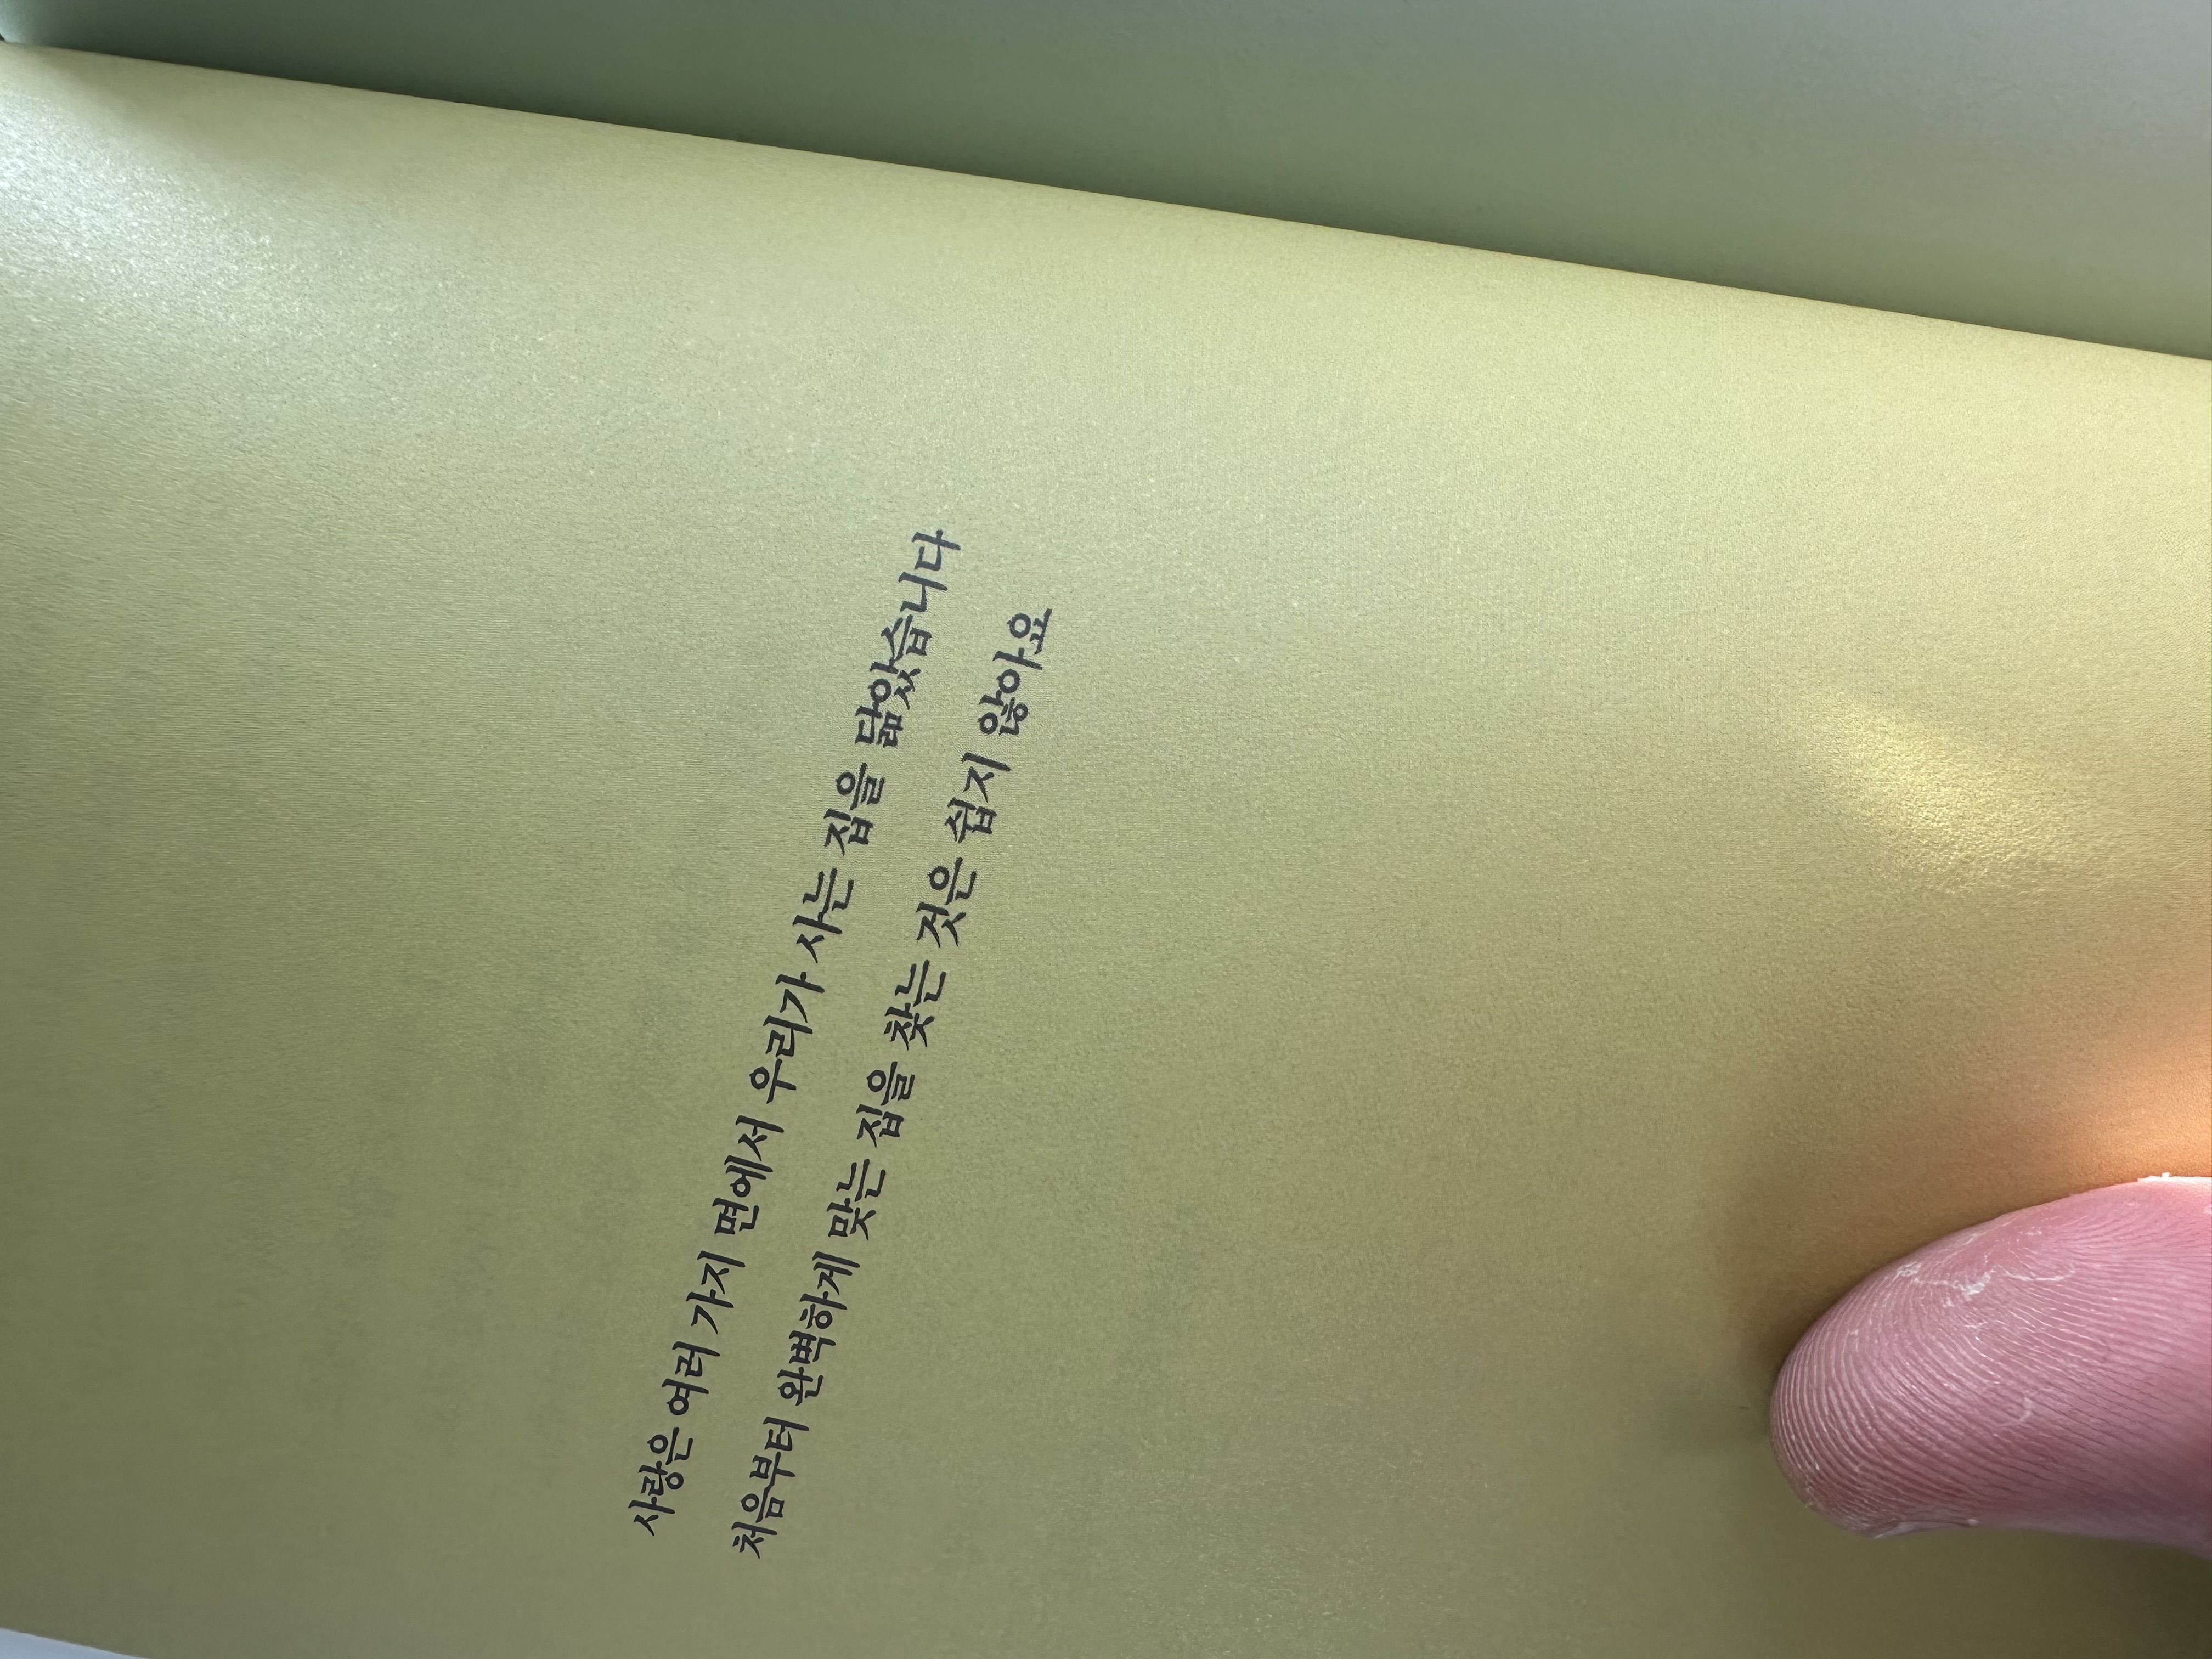 사랑은 여러 가지 면에서 우리가 사는 집을 닮았습니다
처음부터 완벽하게 맞는 집을 찾는 것은 쉽지 않아요